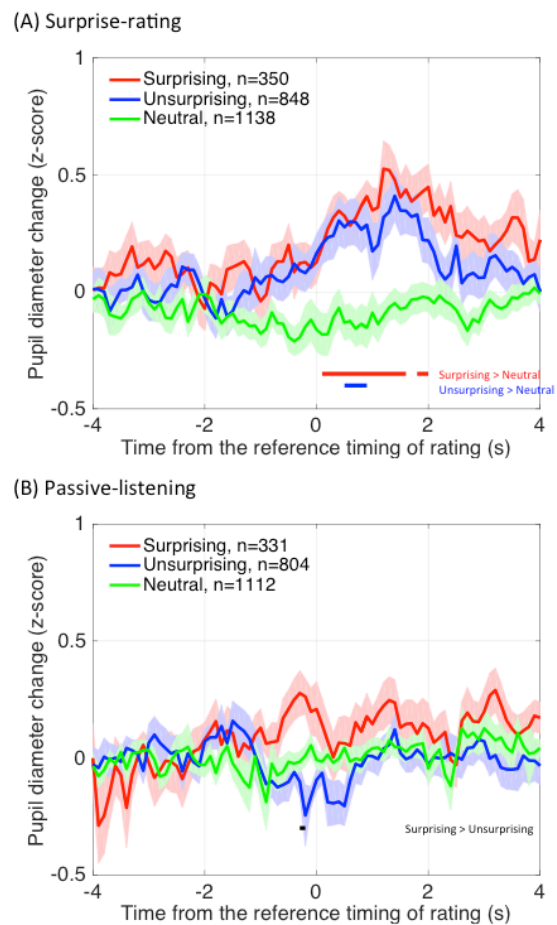 (A) Surprise-rating
1
Surprising, n=350
Unsurprising, n=848
Neutral, n=1138
0.5
0
-0.5
Pupil diameter change (z-score)
Surprising > Neutral
Unsurprising > Neutral
-4 -2 0 2 4
Time from the reference timing of rating (s)
(B) Passive-listening
1
Surprising, n=331
Unsurprising, n=804
Neutral, n=1112
0.5
0
-0.5
Pupil diameter change (z-score)
Surprising > Unsurprising
-4 -2 0 2 4
Time from the reference timing of rating (s)